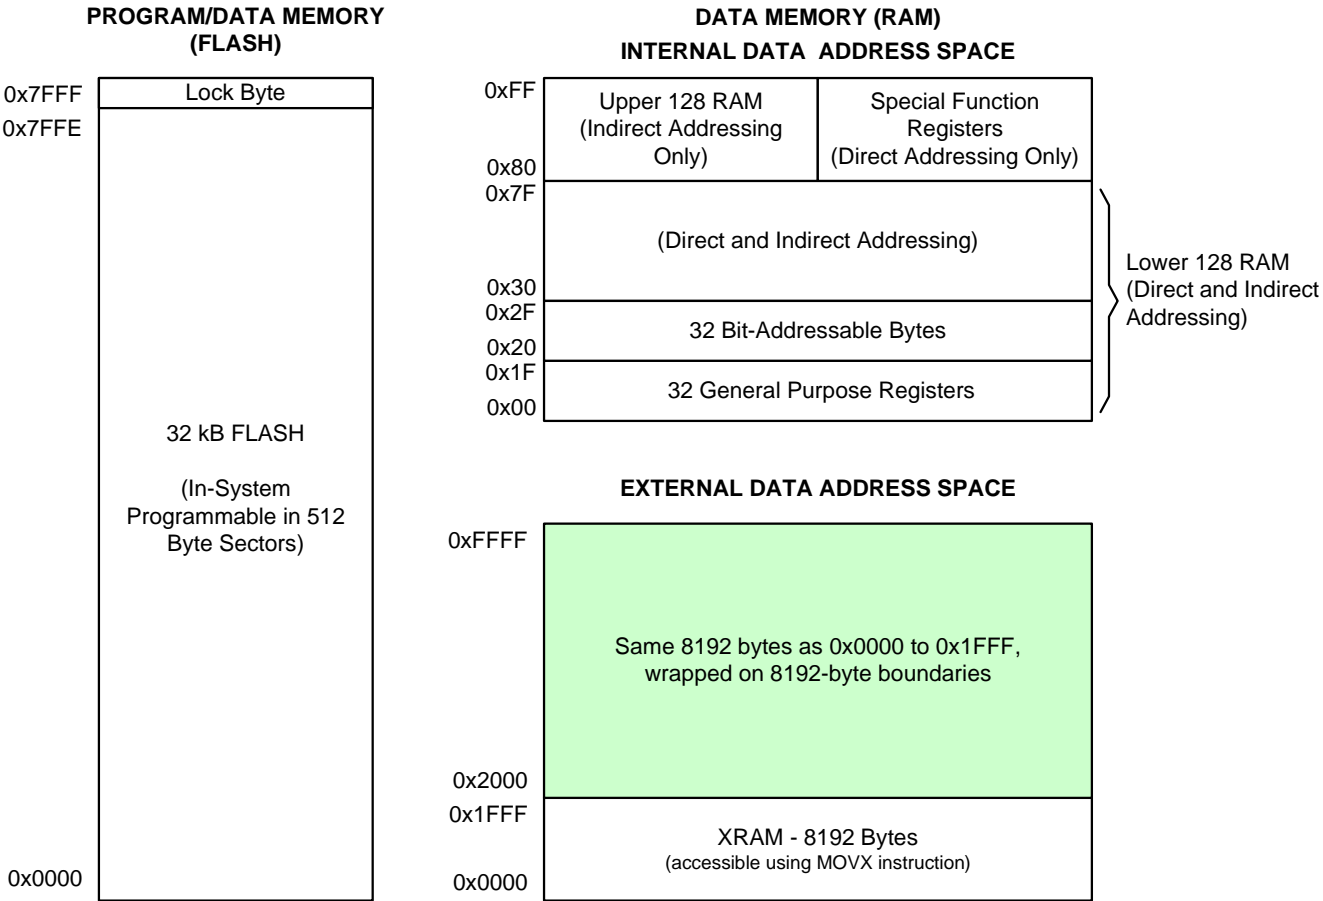 PROGRAM/DATA MEMORY
(FLASH)
0x7FFF
Lock Byte
0x7FFE
32 kB FLASH
(In-System
Programmable in 512
Byte Sectors)
0x0000
DATA MEMORY (RAM)
INTERNAL DATA ADDRESS SPACE
0xFF
Upper 128 RAM
(Indirect Addressing
Only)
0x80
Special Function
Registers
(Direct Addressing Only)
0x7F
(Direct and Indirect Addressing)
0x30
0x2F
32 Bit-Addressable Bytes
0x20
0x1F
32 General Purpose Registers
0x00
Lower 128 RAM
(Direct and Indirect
Addressing)
EXTERNAL DATA ADDRESS SPACE
0xFFFF
Same 8192 bytes as 0x0000 to 0x1FFF,
wrapped on 8192-byte boundaries
0x2000
0x1FFF
XRAM - 8192 Bytes
(accessible using MOVX instruction)
0x0000